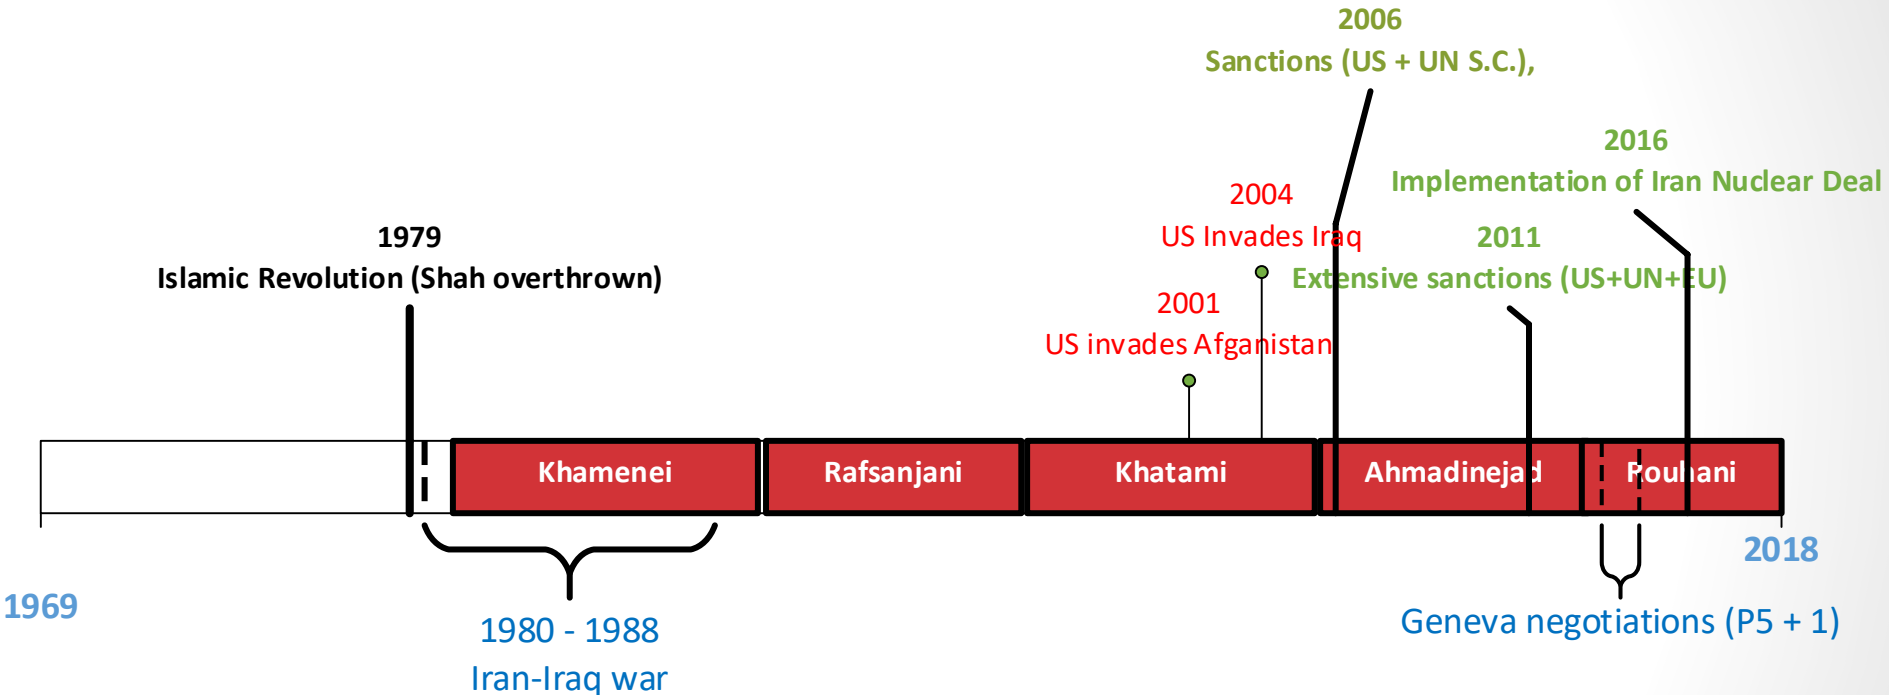 2006
Sanctions (US + UN S.C.),
2016
Implementation of Iran Nuclear Deal
2004
US Invades Iraq
1979
Islamic Revolution (Shah overthrown)
2011
Extensive sanctions (US+UN+EU)
2001
US invades Afganistan
Khamenei
Rafsanjani
Khatami
Ahmadinejad
Rouhani
2018
1969
1980 - 1988
Iran-Iraq war
Geneva negotiations (P5 + 1)